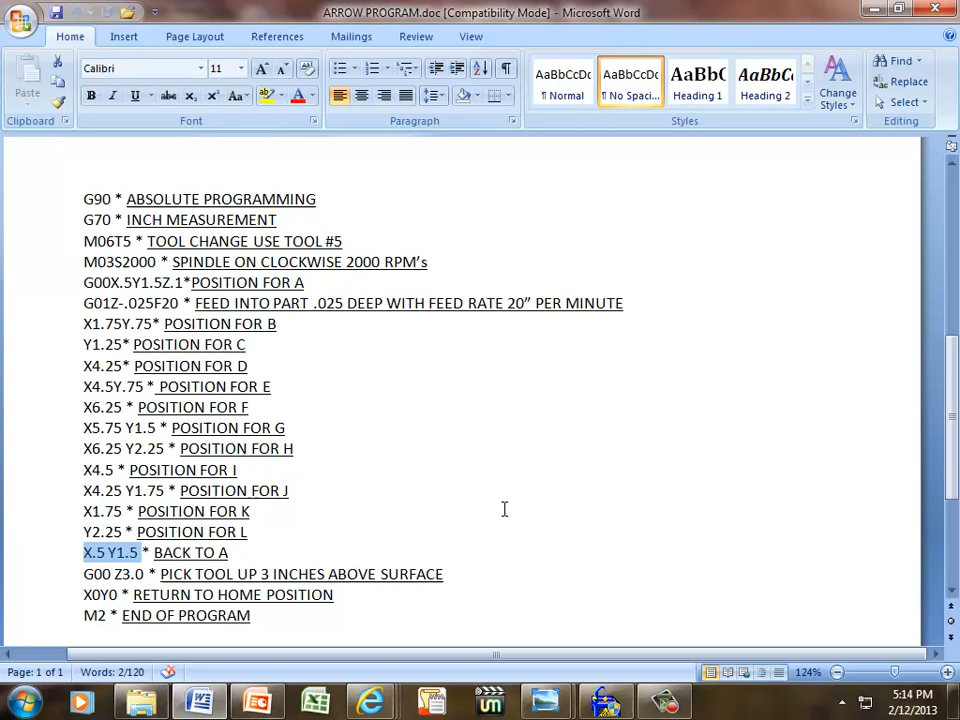 ARROW PROGRAM.doc [Compatibility Mode] - Microsoft Word
Home Insert Page Layout References Mailings Review View
Paste
Calibri 11
B I U abc X₂ X² Aa
AaBbCcDc AaBbCcDc AaBbC AaBbCc
¶ Normal ¶ No Spaci... Heading 1 Heading 2
Change Styles
Find
Replace
Select
Clipboard Font Paragraph Styles Editing
G90 * ABSOLUTE PROGRAMMING
G70 * INCH MEASUREMENT
M06T5 * TOOL CHANGE USE TOOL #5
M03S2000 * SPINDLE ON CLOCKWISE 2000 RPM’s
G00X.5Y1.5Z.1*POSITION FOR A
G01Z-.025F20 * FEED INTO PART .025 DEEP WITH FEED RATE 20” PER MINUTE
X1.75Y.75* POSITION FOR B
Y1.25* POSITION FOR C
X4.25* POSITION FOR D
X4.5Y.75 * POSITION FOR E
X6.25 * POSITION FOR F
X5.75 Y1.5 * POSITION FOR G
X6.25 Y2.25 * POSITION FOR H
X4.5 * POSITION FOR I
X4.25 Y1.75 * POSITION FOR J
X1.75 * POSITION FOR K
Y2.25 * POSITION FOR L
X.5 Y1.5 * BACK TO A
G00 Z3.0 * PICK TOOL UP 3 INCHES ABOVE SURFACE
X0Y0 * RETURN TO HOME POSITION
M2 * END OF PROGRAM
Page: 1 of 1 Words: 2/120 124%
um
5:14 PM
2/12/2013